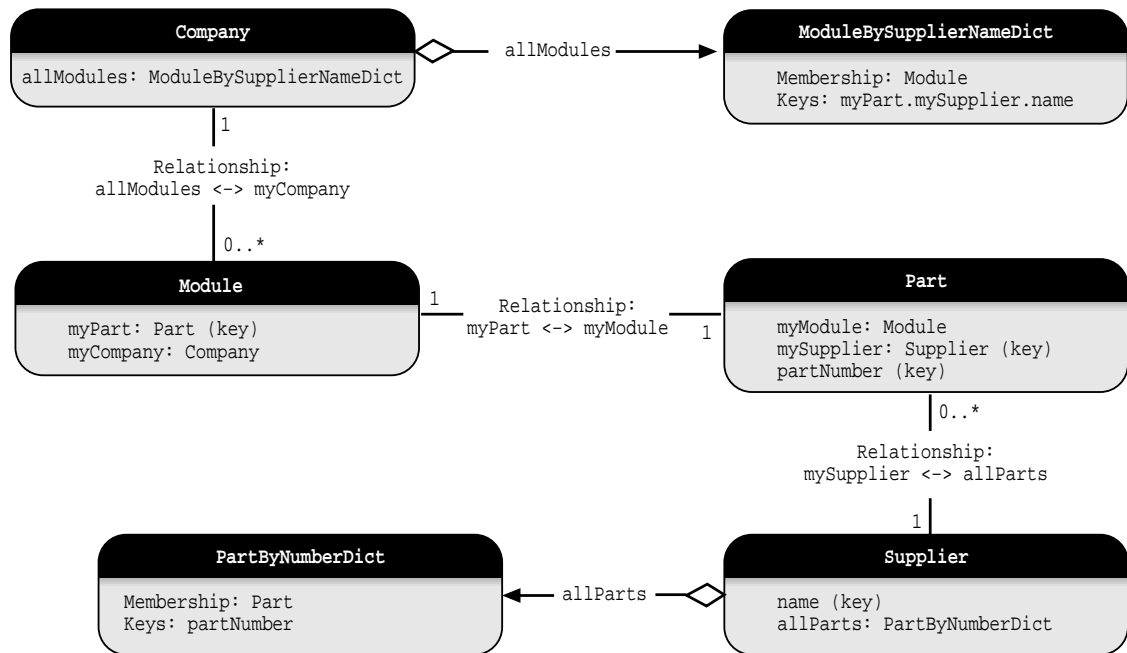 Company
allModules: ModuleBySupplierNameDict
allModules
ModuleBySupplierNameDict
Membership: Module
Keys: myPart.mySupplier.name
1
Relationship:
allModules <-> myCompany
0..*
Module
myPart: Part (key)
myCompany: Company
1
Relationship:
myPart <-> myModule
1
Part
myModule: Module
mySupplier: Supplier (key)
partNumber (key)
0..*
Relationship:
mySupplier <-> allParts
1
PartByNumberDict
Membership: Part
Keys: partNumber
allParts
Supplier
name (key)
allParts: PartByNumberDict